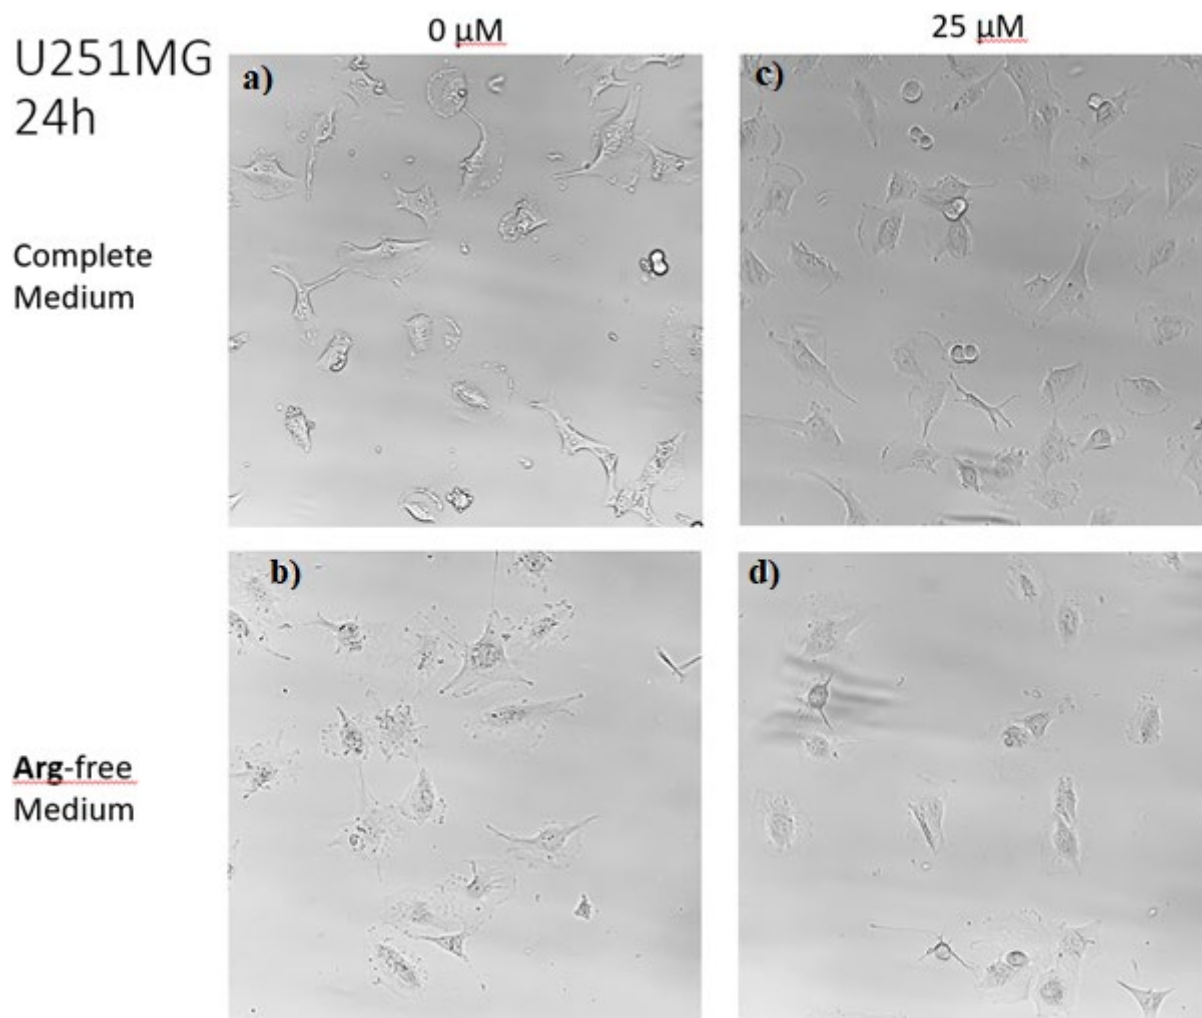 U251MG
24h
0 µM
25 µM
a)
c)
Complete
Medium
b)
d)
Arg-free
Medium